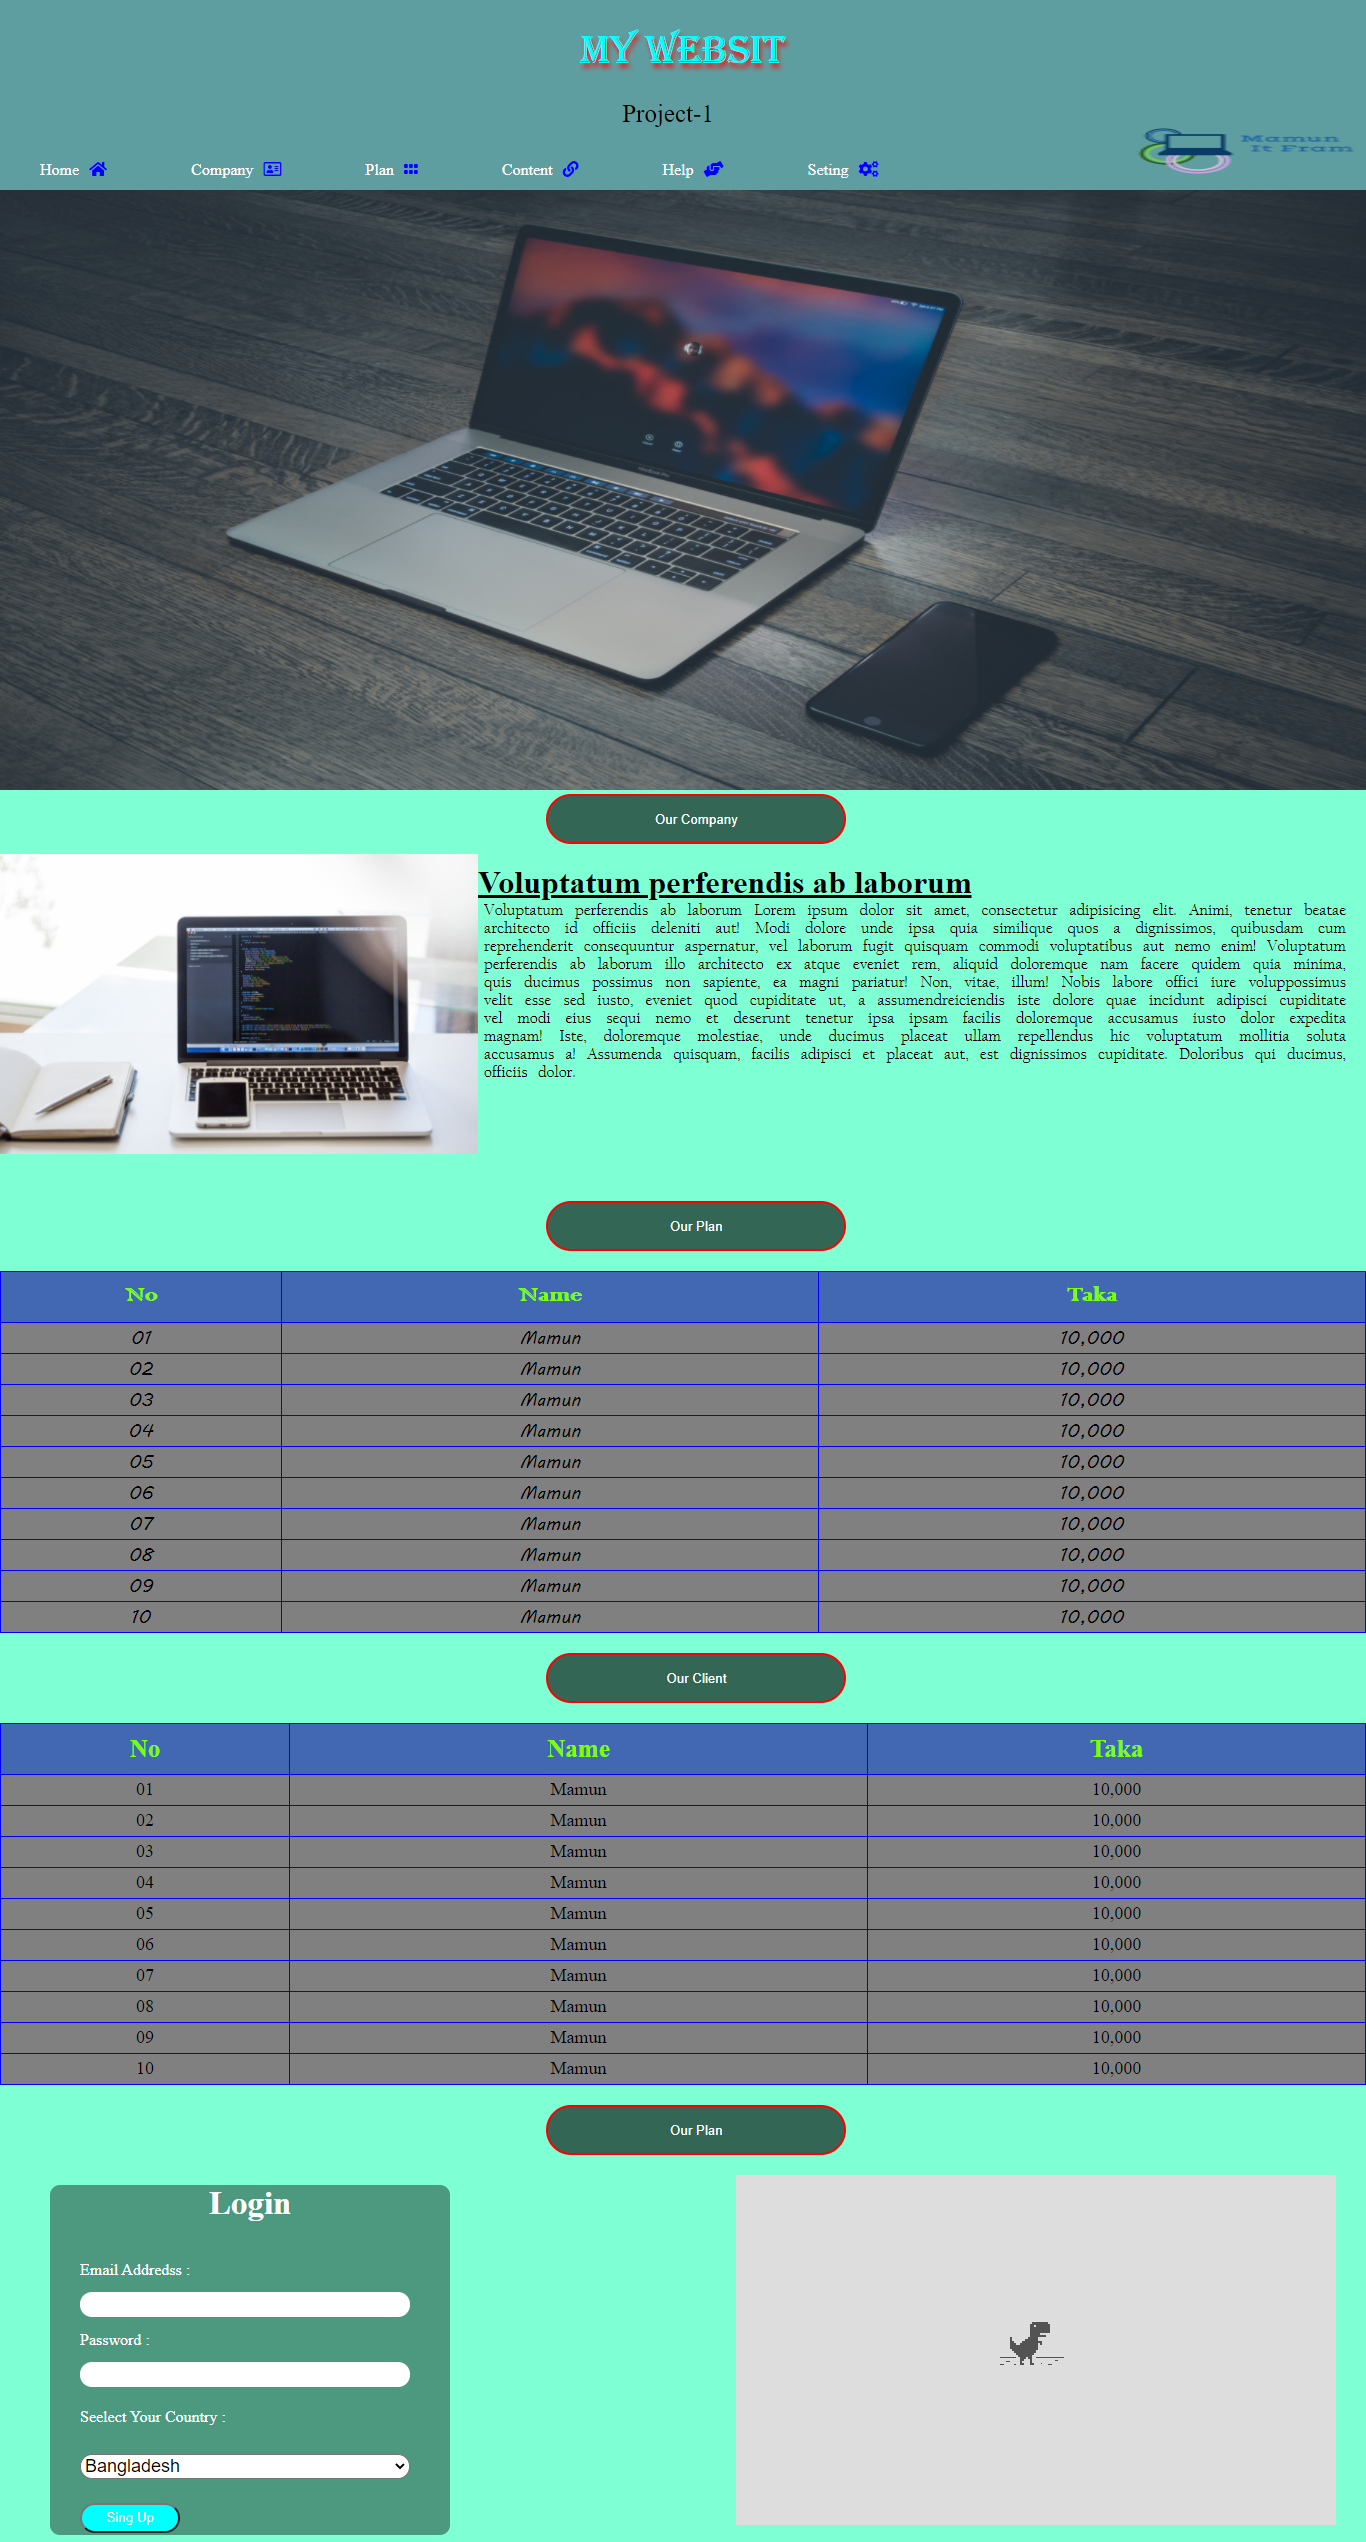 My Websit
Project-1
Mamun
It Fram
Home Company Plan Content Help Seting
Our Company
Voluptatum perferendis ab laborum
Voluptatum perferendis ab laborum Lorem ipsum dolor sit amet, consectetur adipisicing elit. Animi, tenetur beatae
architecto id officiis deleniti aut! Modi dolore unde ipsa quia similique quos a dignissimos, quibusdam cum
reprehenderit consequuntur aspernatur, vel laborum fugit quisquam commodi voluptatibus aut nemo enim! Voluptatum
perferendis ab laborum illo architecto ex atque eveniet rem, aliquid doloremque nam facere quidem quia minima,
quis ducimus possimus non sapiente, ea magni pariatur! Non, vitae, illum! Nobis labore offici iure voluppossimus
velit esse sed iusto, eveniet quod cupiditate ut, a assumendreiciendis iste dolore quae incidunt adipisci cupiditate
vel modi eius sequi nemo et deserunt tenetur ipsa ipsam facilis doloremque accusamus iusto dolor expedita
magnam! Iste, doloremque molestiae, unde ducimus placeat ullam repellendus hic voluptatum mollitia soluta
accusamus a! Assumenda quisquam, facilis adipisci et placeat aut, est dignissimos cupiditate. Doloribus qui ducimus,
officiis dolor.
Our Plan
No Name Taka
01 Mamun 10,000
02 Mamun 10,000
03 Mamun 10,000
04 Mamun 10,000
05 Mamun 10,000
06 Mamun 10,000
07 Mamun 10,000
08 Mamun 10,000
09 Mamun 10,000
10 Mamun 10,000
Our Client
No Name Taka
01 Mamun 10,000
02 Mamun 10,000
03 Mamun 10,000
04 Mamun 10,000
05 Mamun 10,000
06 Mamun 10,000
07 Mamun 10,000
08 Mamun 10,000
09 Mamun 10,000
10 Mamun 10,000
Our Plan
Login
Email Addredss :
Password :
Seelect Your Country :
Bangladesh
Sing Up